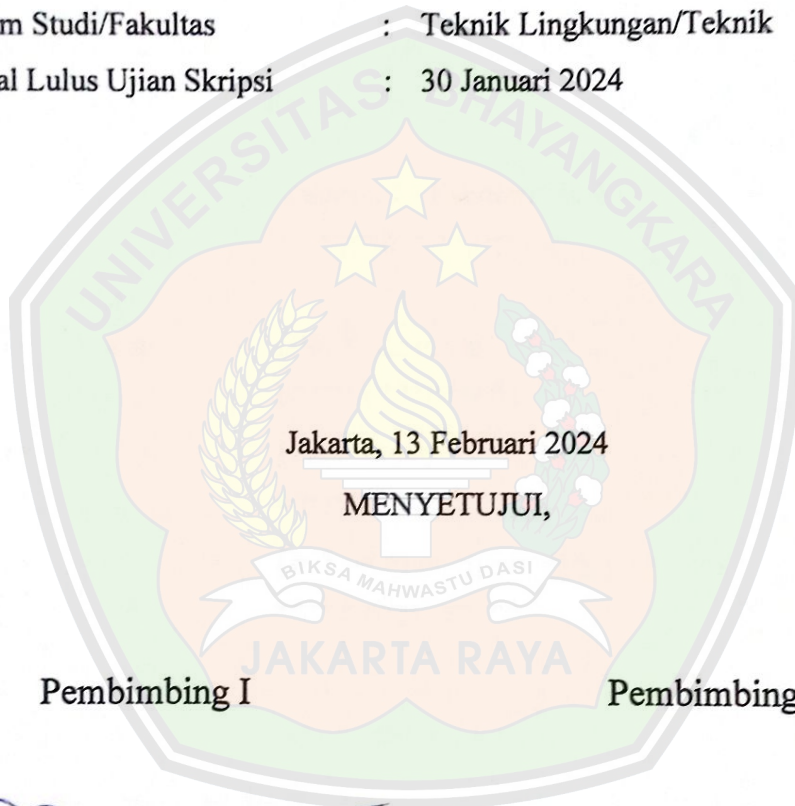 m Studi/Fakultas : Teknik Lingkungan/Teknik
al Lulus Ujian Skripsi : 30 Januari 2024
UNIVERSITAS BHAYANGKARA
Jakarta, 13 Februari 2024
MENYETUJUI,
BIKSA MAHWASTU DASI
JAKARTA RAYA
Pembimbing I Pembimbing